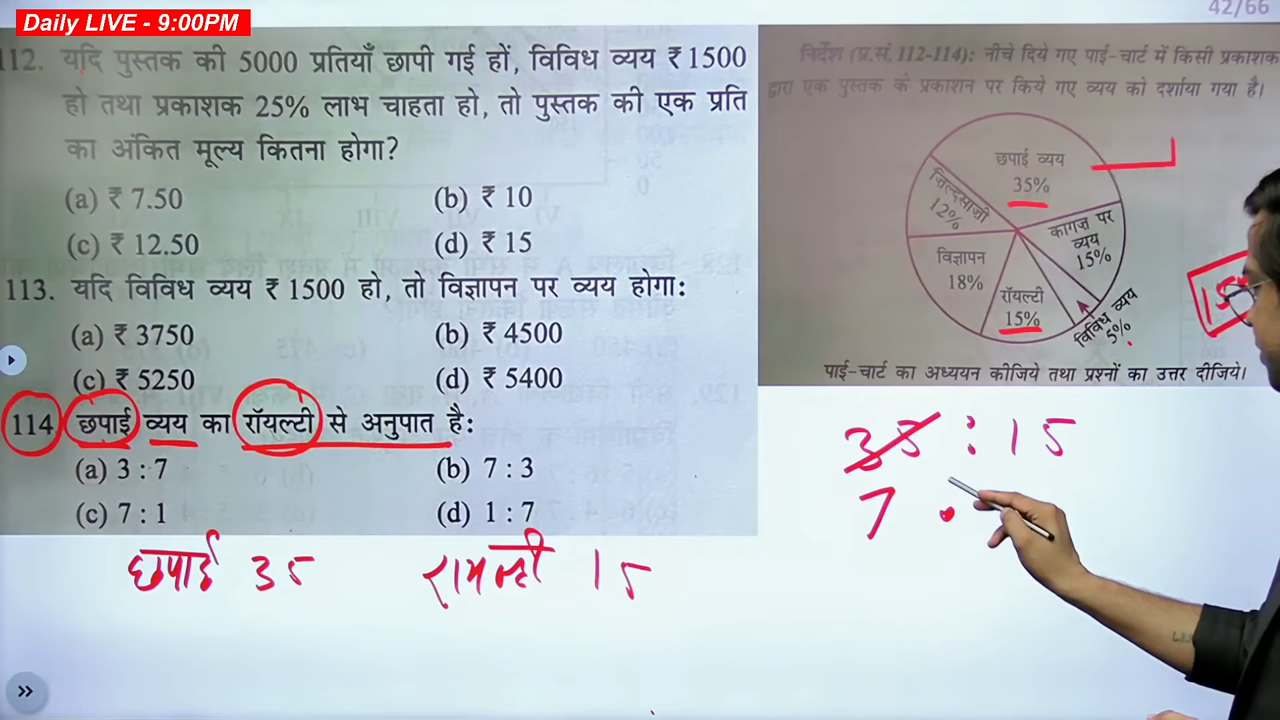 Daily LIVE - 9:00PM
42/66
112. यदि पुस्तक की 5000 प्रतियाँ छापी गई हों, विविध व्यय ₹ 1500
हो तथा प्रकाशक 25% लाभ चाहता हो, तो पुस्तक की एक प्रति
का अंकित मूल्य कितना होगा?
(a) ₹ 7.50 (b) ₹ 10
(c) ₹ 12.50 (d) ₹ 15
113. यदि विविध व्यय ₹ 1500 हो, तो विज्ञापन पर व्यय होगा:
(a) ₹ 3750 (b) ₹ 4500
(c) ₹ 5250 (d) ₹ 5400
114 छपाई व्यय का रॉयल्टी से अनुपात है:
(a) 3 : 7 (b) 7 : 3
(c) 7 : 1 (d) 1 : 7
छपाई 35 रायल्टी 15
निर्देश (प्र.सं. 112-114): नीचे दिये गए पाई-चार्ट में किसी प्रकाशक
द्वारा एक पुस्तक के प्रकाशन पर किये गए व्यय को दर्शाया गया है।
छपाई व्यय
35%
जिल्दसाजी
12%
कागज़ पर
व्यय
15%
विज्ञापन
18%
रॉयल्टी
15%
विविध व्यय
5%
पाई-चार्ट का अध्ययन कीजिये तथा प्रश्नों का उत्तर दीजिये।
35 : 15
7